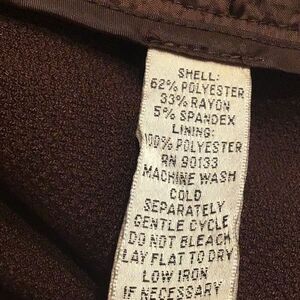 SHELL:
62% POLYESTER
33% RAYON
5% SPANDEX
LINING:
100% POLYESTER
RN 90133
MACHINE WASH
COLD
SEPARATELY
GENTLE CYCLE
DO NOT BLEACH
LAY FLAT TO DRY
LOW IRON
IF NECESSARY